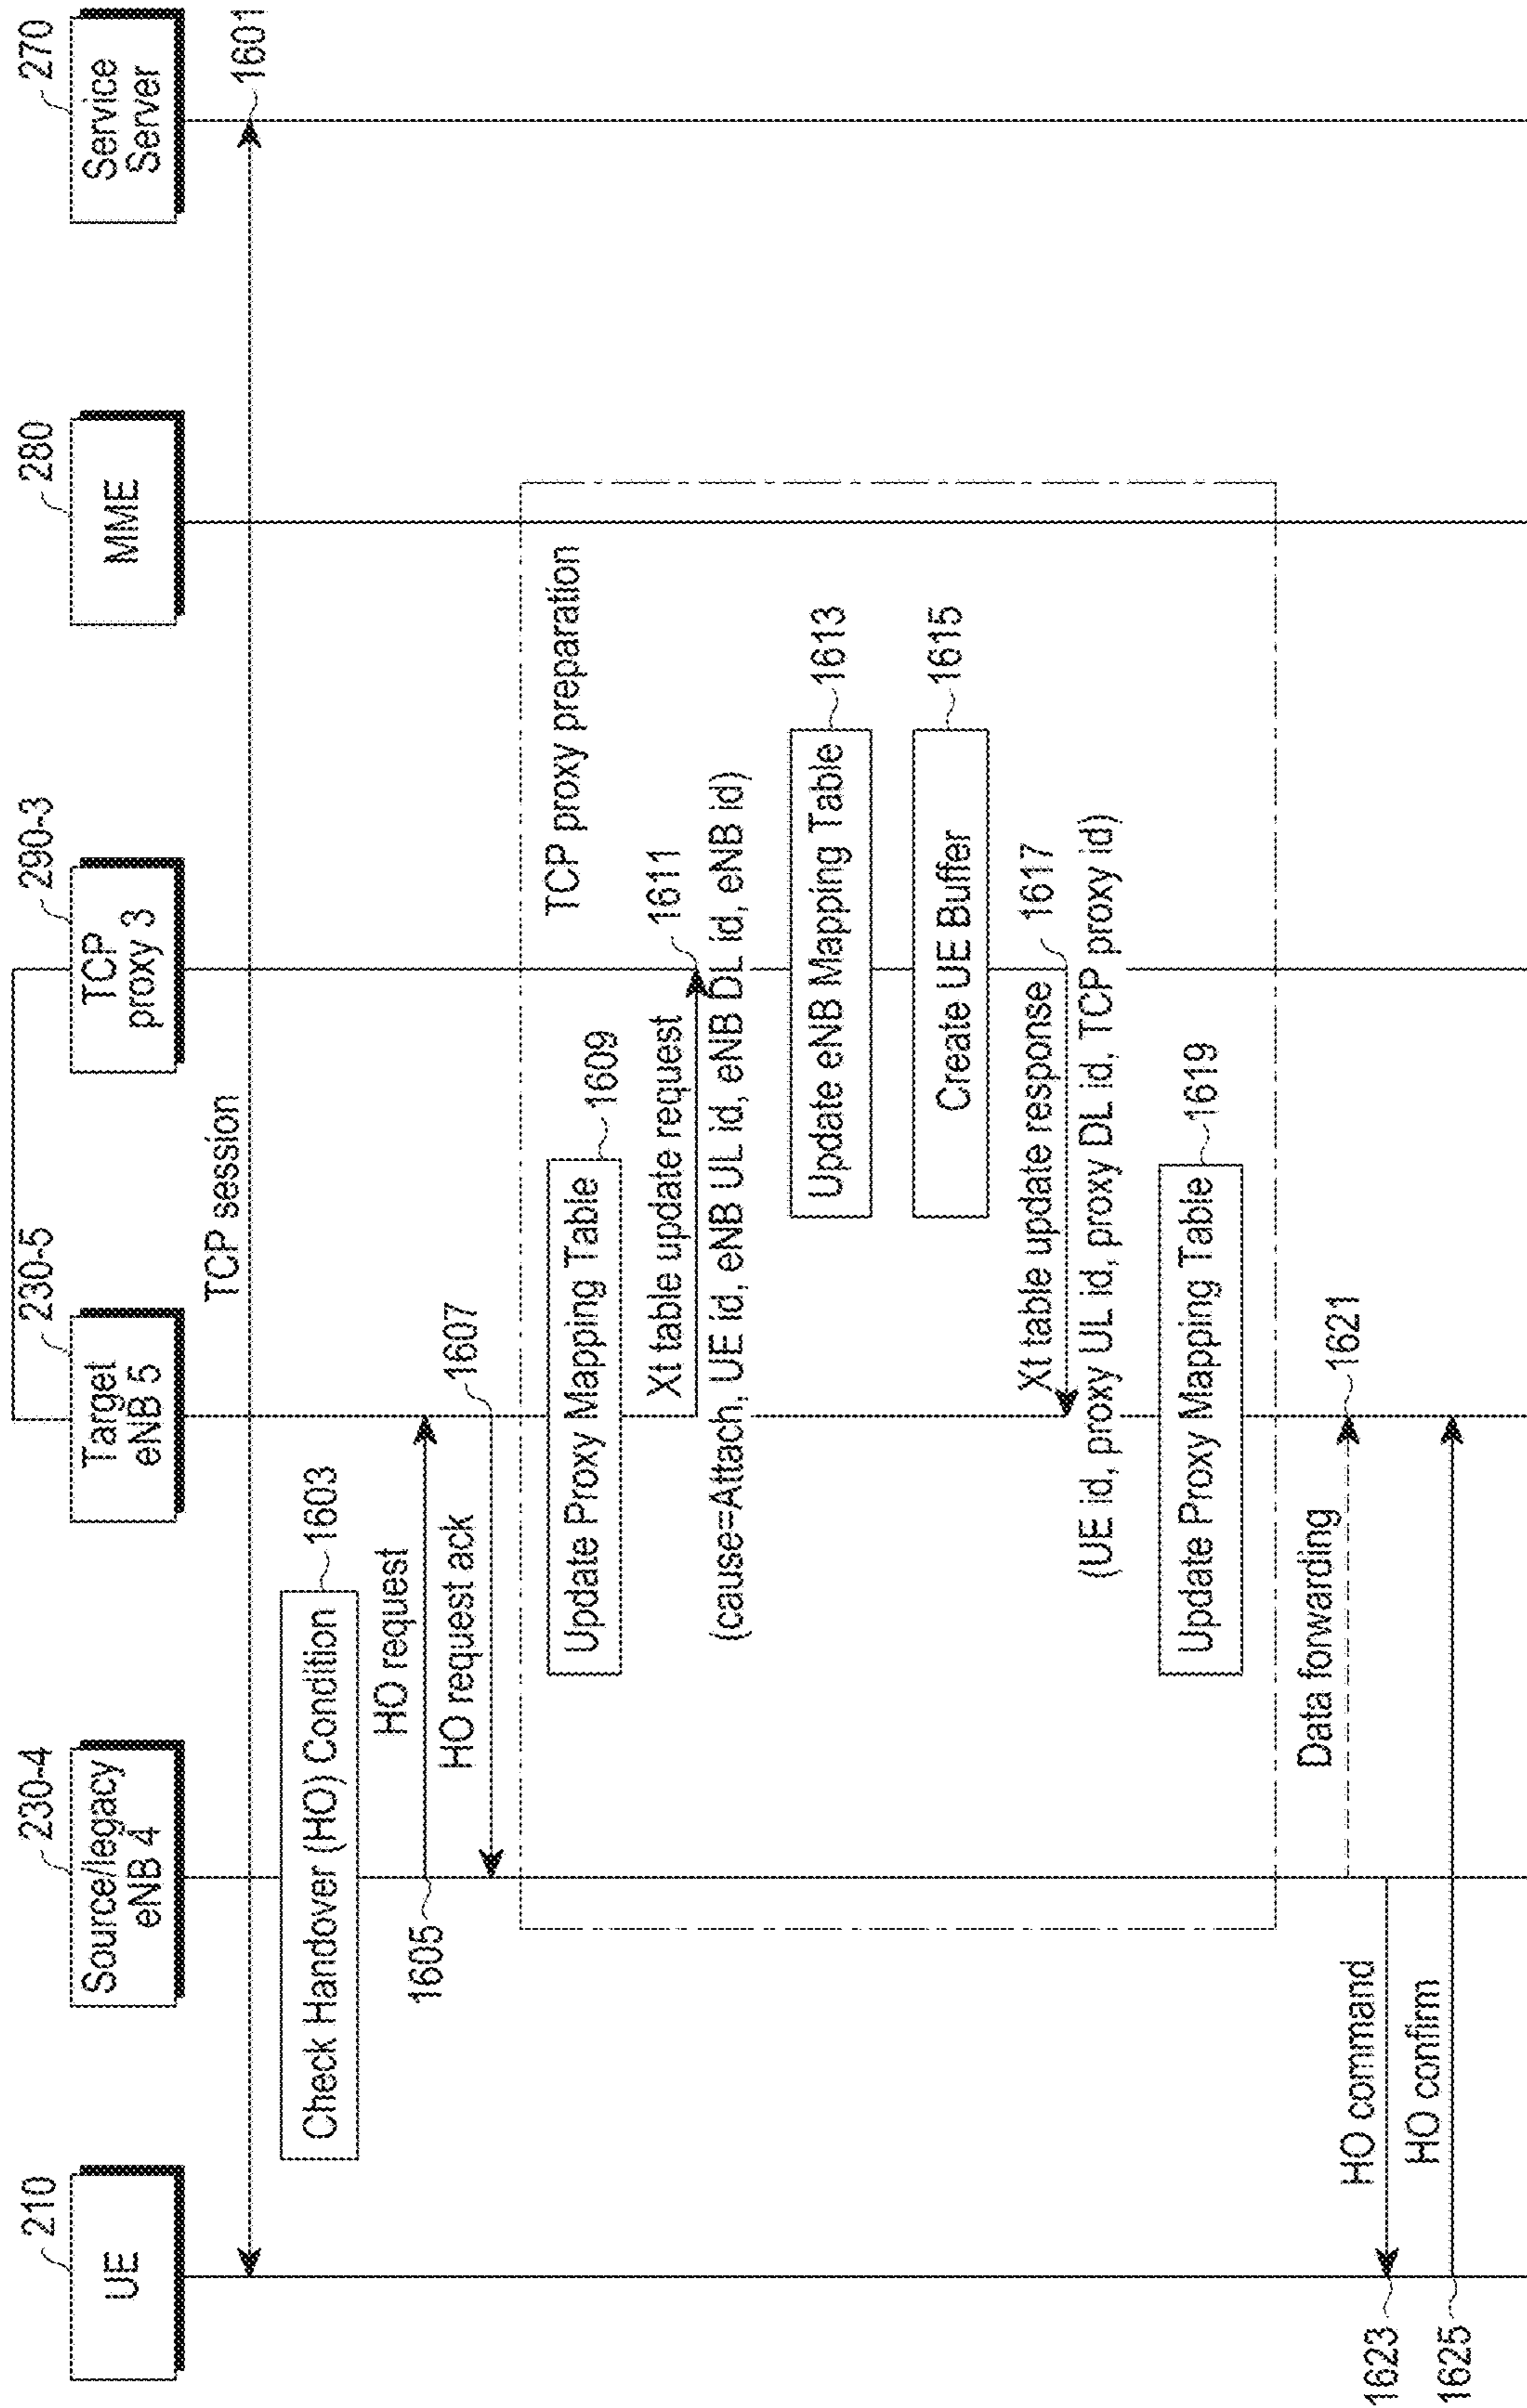 210
UE
230-4
Source/legacy
eNB 4
230-5
Target
eNB 5
290-3
TCP
proxy 3
280
MME
270
Service
Server
TCP session
1601
Check Handover (HO) Condition
1603
HO request
1605
HO request ack
1607
TCP proxy preparation
Update Proxy Mapping Table
1609
Xt table update request
1611
(cause=Attach, UE id, eNB UL id, eNB DL id, eNB id)
Update eNB Mapping Table
1613
Create UE Buffer
1615
Xt table update response
1617
(UE id, proxy UL id, proxy DL id, TCP proxy id)
Update Proxy Mapping Table
1619
Data forwarding
1621
HO command
1623
HO confirm
1625